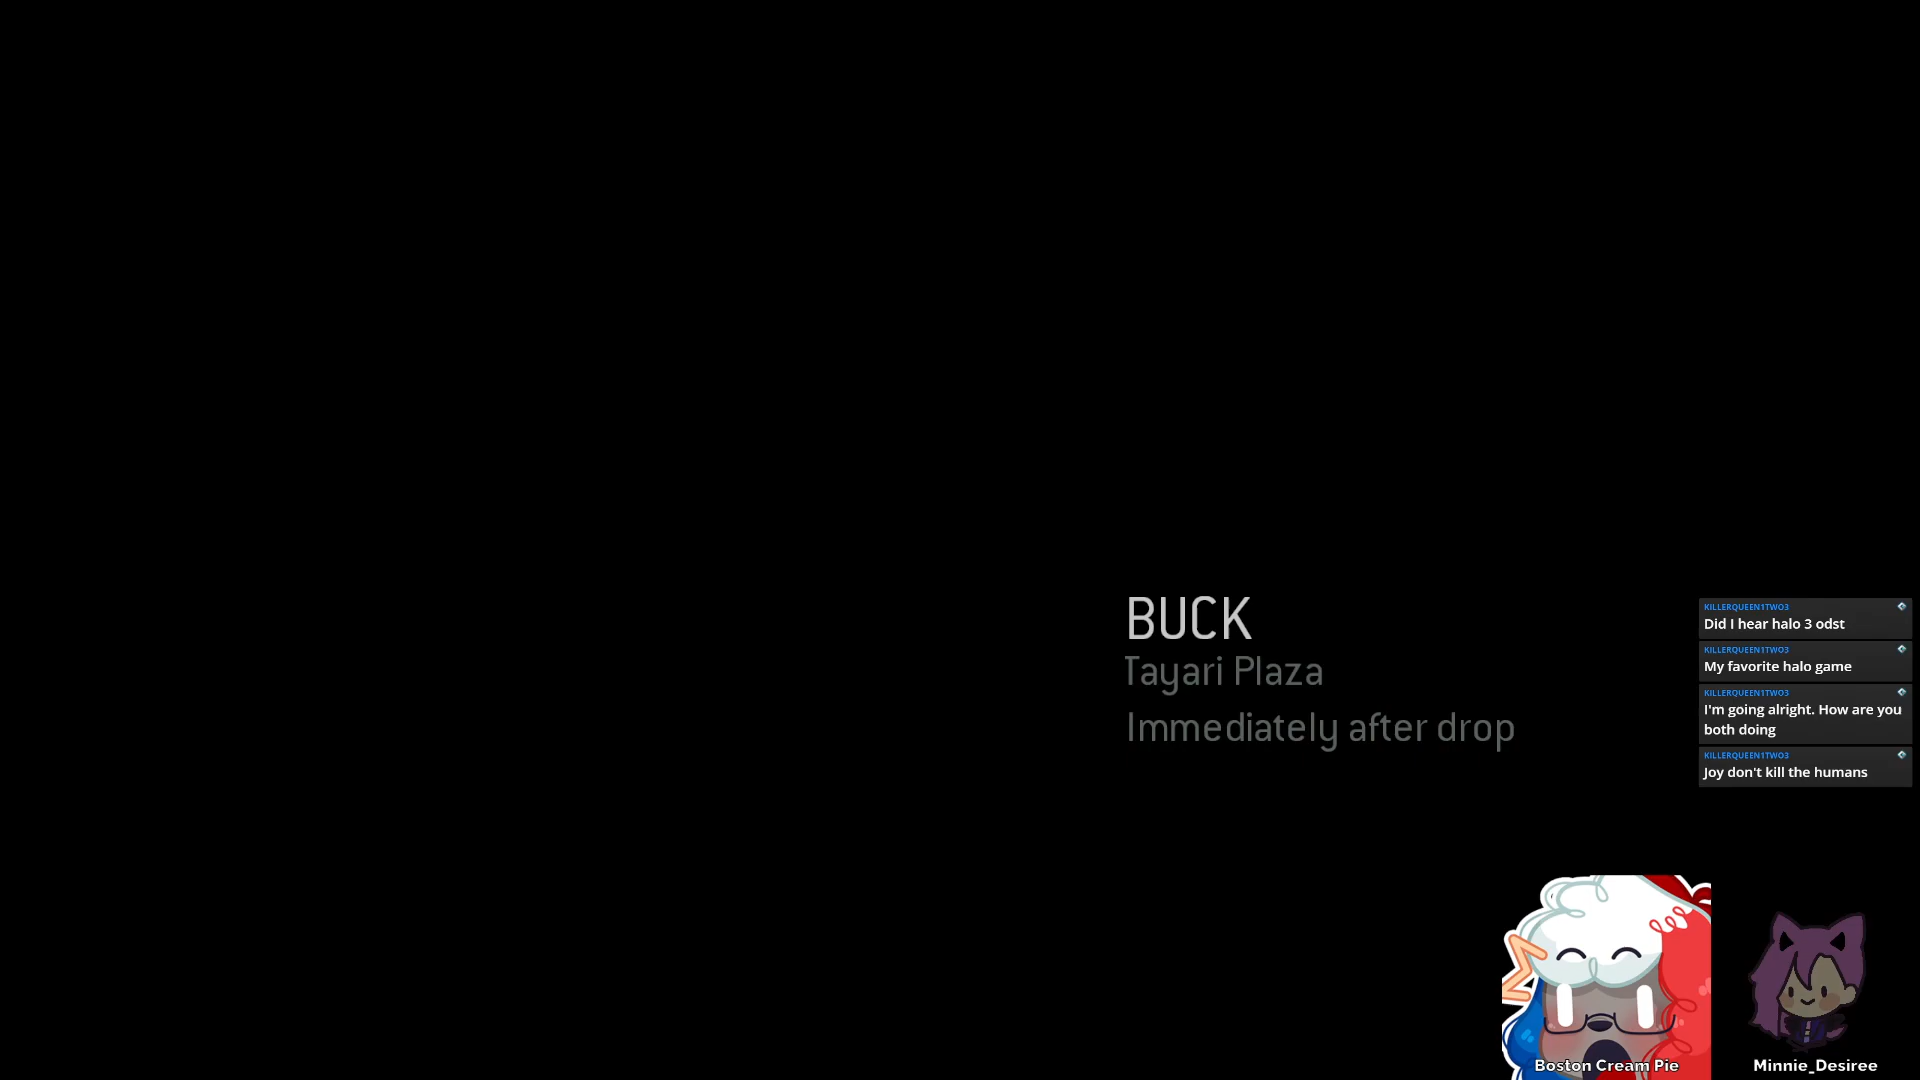 BUCK
Tayari Plaza
Immediately after drop
KILLERQUEEN1TWO3
Did I hear halo 3 odst
KILLERQUEEN1TWO3
My favorite halo game
KILLERQUEEN1TWO3
I'm going alright. How are you
both doing
KILLERQUEEN1TWO3
Joy don't kill the humans
Boston Cream Pie
Minnie_Desiree